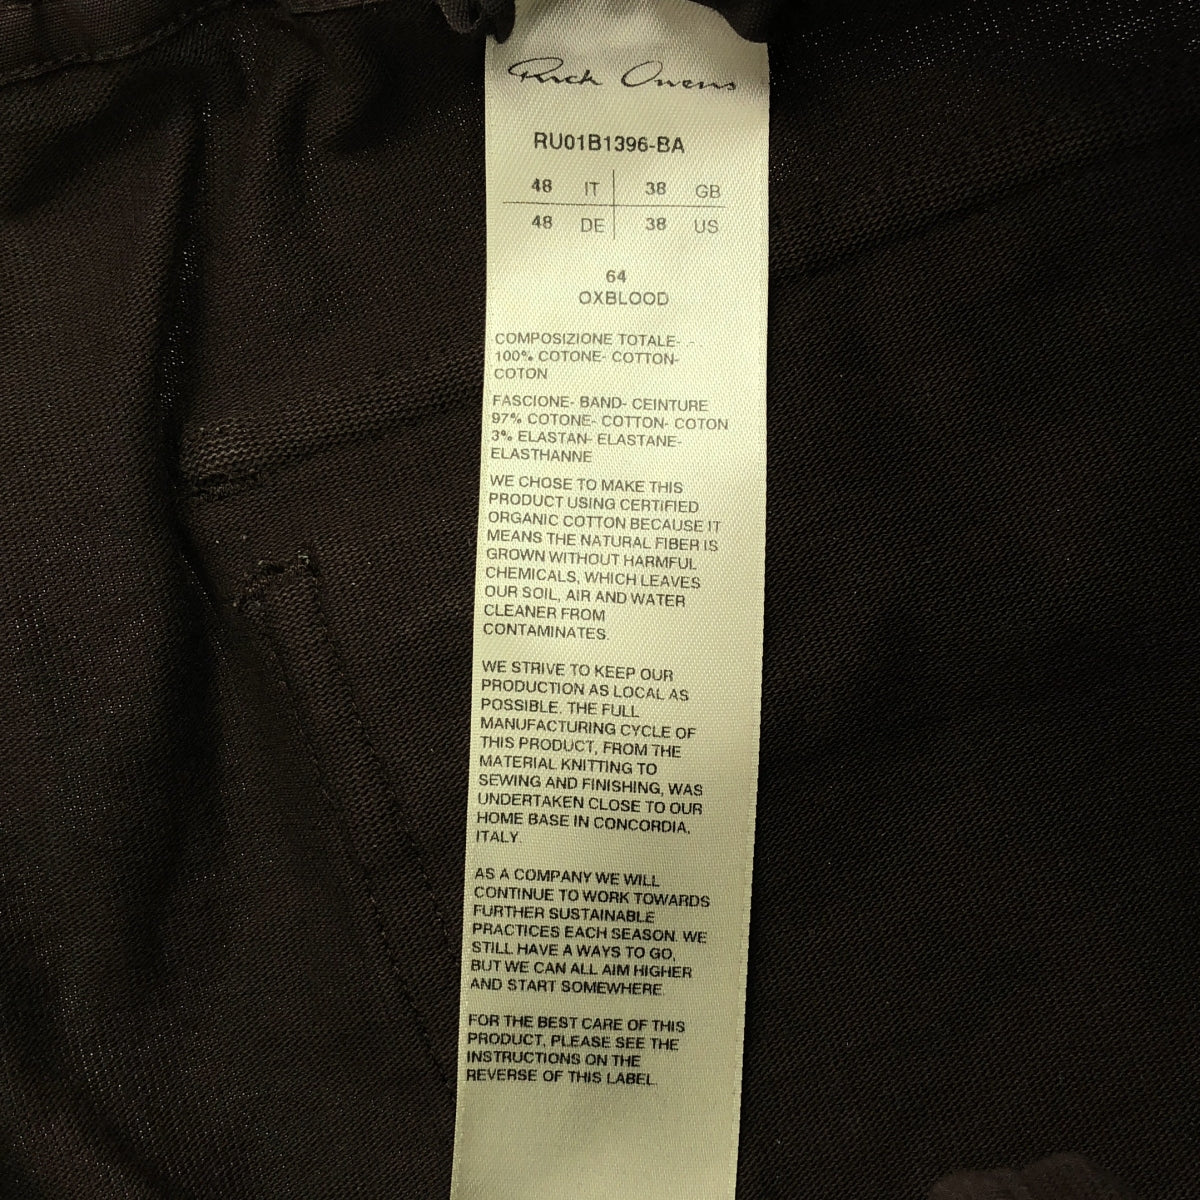 Rick Owens
RU01B1396-BA
48 IT 38 GB
48 DE 38 US
64
OXBLOOD
COMPOSIZIONE TOTALE- .-
100% COTONE- COTTON-
COTON
FASCIONE- BAND- CEINTURE
97% COTONE- COTTON- COTON
3% ELASTAN- ELASTANE-
ELASTHANNE
WE CHOSE TO MAKE THIS
PRODUCT USING CERTIFIED
ORGANIC COTTON BECAUSE IT
MEANS THE NATURAL FIBER IS
GROWN WITHOUT HARMFUL
CHEMICALS, WHICH LEAVES
OUR SOIL, AIR AND WATER
CLEANER FROM
CONTAMINATES.
WE STRIVE TO KEEP OUR
PRODUCTION AS LOCAL AS
POSSIBLE. THE FULL
MANUFACTURING CYCLE OF
THIS PRODUCT, FROM THE
MATERIAL KNITTING TO
SEWING AND FINISHING, WAS
UNDERTAKEN CLOSE TO OUR
HOME BASE IN CONCORDIA,
ITALY.
AS A COMPANY WE WILL
CONTINUE TO WORK TOWARDS
FURTHER SUSTAINABLE
PRACTICES EACH SEASON. WE
STILL HAVE A WAYS TO GO,
BUT WE CAN ALL AIM HIGHER
AND START SOMEWHERE.
FOR THE BEST CARE OF THIS
PRODUCT, PLEASE SEE THE
INSTRUCTIONS ON THE
REVERSE OF THIS LABEL.